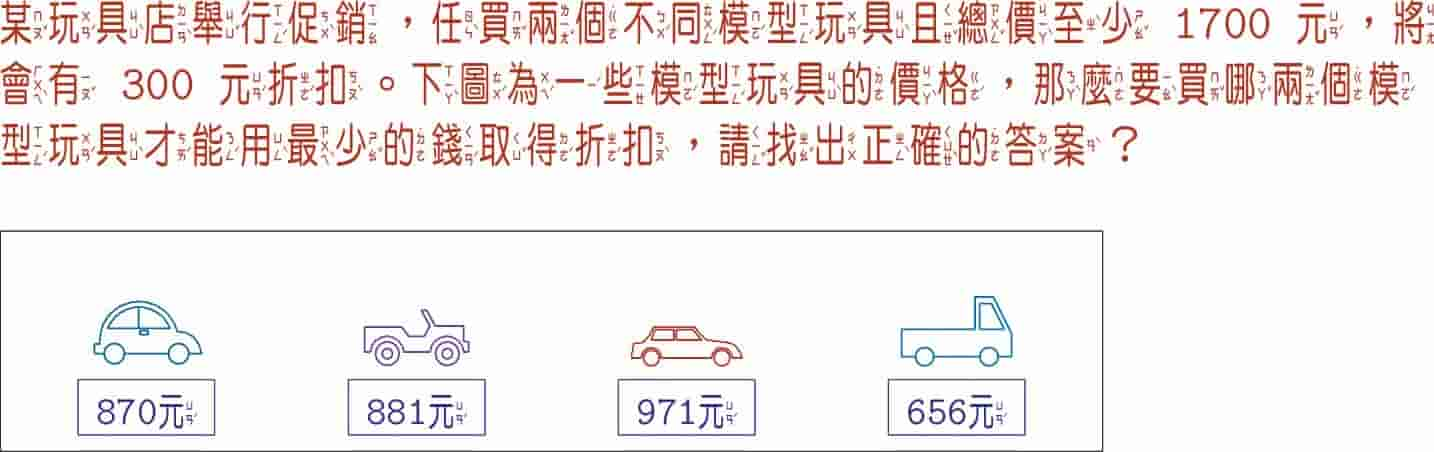 某玩具店舉行促銷，任買兩個不同模型玩具且總價至少 1700 元，將
會有 300 元折扣。下圖為一些模型玩具的價格，那麼要買哪兩個模
型玩具才能用最少的錢取得折扣，請找出正確的答案？
870元 881元 971元 656元